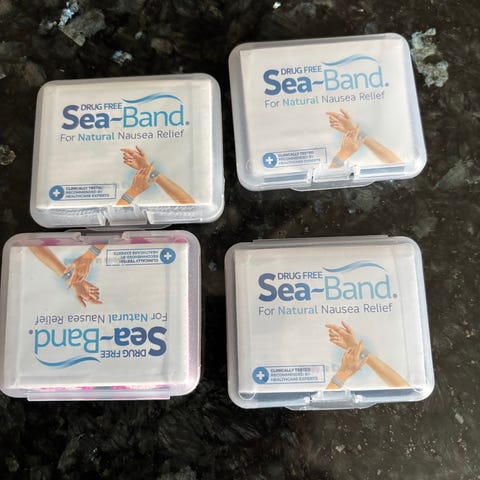 DRUG FREE
Sea~Band.
For Natural Nausea Relief
CLINICALLY TESTED
RECOMMENDED BY
HEALTHCARE EXPERTS
DRUG FREE
Sea~Band.
For Natural Nausea Relief
CLINICALLY TESTED
RECOMMENDED BY
HEALTHCARE EXPERTS
DRUG FREE
Sea~Band.
For Natural Nausea Relief
CLINICALLY TESTED
RECOMMENDED BY
HEALTHCARE EXPERTS
DRUG FREE
Sea~Band.
For Natural Nausea Relief
CLINICALLY TESTED
RECOMMENDED BY
HEALTHCARE EXPERTS